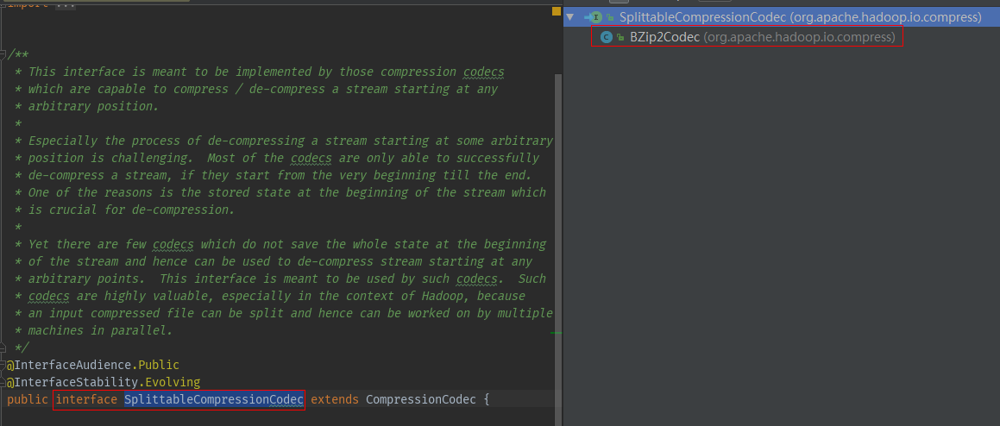 import ...
/**
* This interface is meant to be implemented by those compression codecs
* which are capable to compress / de-compress a stream starting at any
* arbitrary position.
*
* Especially the process of de-compressing a stream starting at some arbitrary
* position is challenging.  Most of the codecs are only able to successfully
* de-compress a stream, if they start from the very beginning till the end.
* One of the reasons is the stored state at the beginning of the stream which
* is crucial for de-compression.
*
* Yet there are few codecs which do not save the whole state at the beginning
* of the stream and hence can be used to de-compress stream starting at any
* arbitrary points.  This interface is meant to be used by such codecs.  Such
* codecs are highly valuable, especially in the context of Hadoop, because
* an input compressed file can be split and hence can be worked on by multiple
* machines in parallel.
*/
@InterfaceAudience.Public
@InterfaceStability.Evolving
public interface SplittableCompressionCodec extends CompressionCodec {
I SplittableCompressionCodec (org.apache.hadoop.io.compress)
C BZip2Codec (org.apache.hadoop.io.compress)